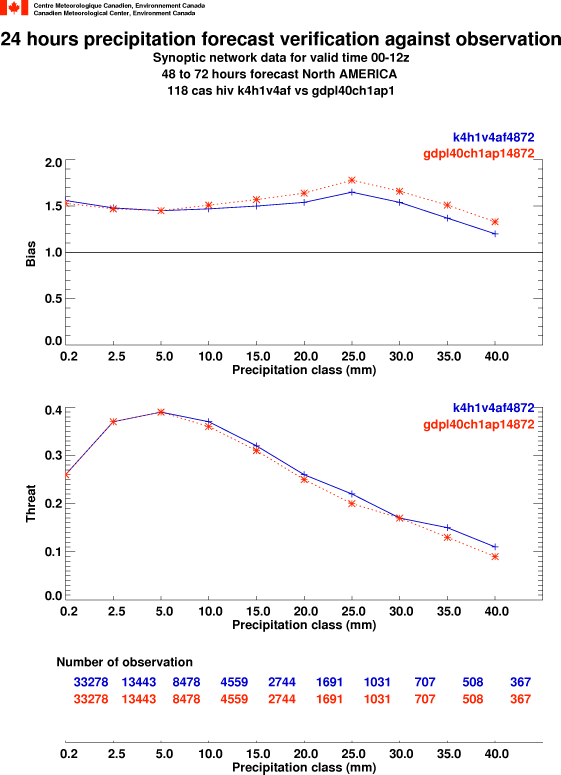 Centre Meteorologique Canadien, Environnement Canada
Canadian Meteorological Center, Environment Canada
24 hours precipitation forecast verification against observation
Synoptic network data for valid time 00-12z
48 to 72 hours forecast North AMERICA
118 cas hiv k4h1v4af vs gdpl40ch1ap1
k4h1v4af4872
gdpl40ch1ap14872
2.0
1.5
1.0
0.5
0.0
Bias
0.2 2.5 5.0 10.0 15.0 20.0 25.0 30.0 35.0 40.0
Precipitation class (mm)
k4h1v4af4872
gdpl40ch1ap14872
0.4
0.3
0.2
0.1
0.0
Threat
0.2 2.5 5.0 10.0 15.0 20.0 25.0 30.0 35.0 40.0
Precipitation class (mm)
Number of observation
33278 13443 8478 4559 2744 1691 1031 707 508 367
33278 13443 8478 4559 2744 1691 1031 707 508 367
0.2 2.5 5.0 10.0 15.0 20.0 25.0 30.0 35.0 40.0
Precipitation class (mm)